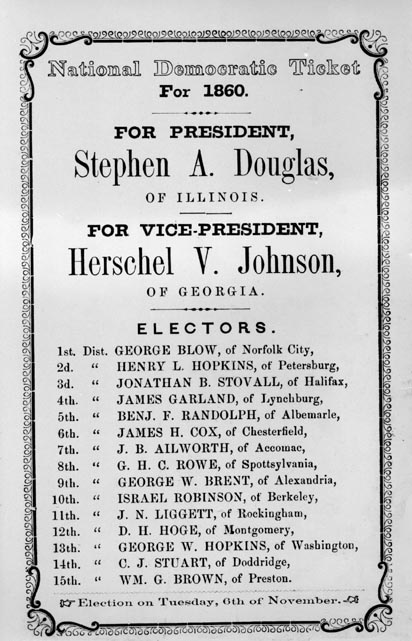 National Democratic Ticket
For 1860.
FOR PRESIDENT,
Stephen A. Douglas,
OF ILLINOIS.
FOR VICE-PRESIDENT,
Herschel V. Johnson,
OF GEORGIA.
ELECTORS.
1st. Dist. GEORGE BLOW, of Norfolk City,
2d. “ HENRY L. HOPKINS, of Petersburg,
3d. “ JONATHAN B. STOVALL, of Halifax,
4th. “ JAMES GARLAND, of Lynchburg,
5th. “ BENJ. F. RANDOLPH, of Albemarle,
6th. “ JAMES H. COX, of Chesterfield,
7th. “ J. B. AILWORTH, of Accomac,
8th. “ G. H. C. ROWE, of Spottsylvania,
9th. “ GEORGE W. BRENT, of Alexandria,
10th. “ ISRAEL ROBINSON, of Berkeley,
11th. “ J. N. LIGGETT, of Rockingham,
12th. “ D. H. HOGE, of Montgomery,
13th. “ GEORGE W. HOPKINS, of Washington,
14th. “ C. J. STUART, of Doddridge,
15th. “ WM. G. BROWN, of Preston.
☞Election on Tuesday, 6th of November.☜